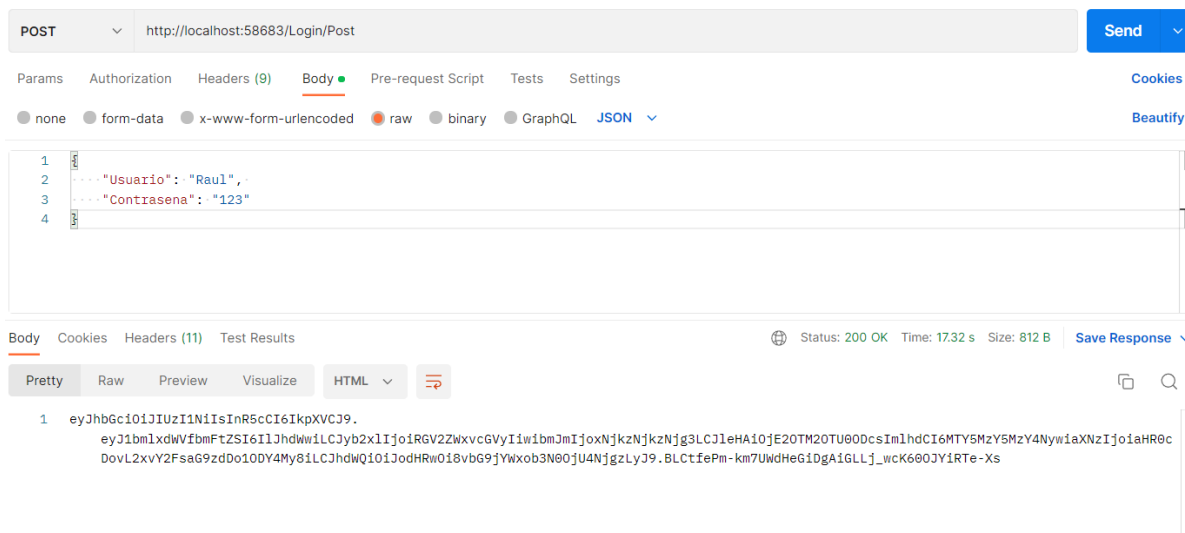 POST http://localhost:58683/Login/Post Send
Params Authorization Headers (9) Body Pre-request Script Tests Settings Cookies
none form-data x-www-form-urlencoded raw binary GraphQL JSON Beautify
1 {
2 "Usuario": "Raul",
3 "Contrasena": "123"
4 }
Body Cookies Headers (11) Test Results Status: 200 OK Time: 17.32 s Size: 812 B Save Response
Pretty Raw Preview Visualize HTML
1 eyJhbGciOiJIUzI1NiIsInR5cCI6IkpXVCJ9.
eyJ1bmlxdWVfbmFtZSI6IlJhdWwiLCJyb2xlIjoiRGV2ZWxvcGVyIiwibmJmIjoxNjkzNjkzNjg3LCJleHAiOjE2OTM2OTU0ODcsImlhdCI6MTY5MzY5MzY4NywiaXNzIjoiaHR0c
DovL2xvY2FsaG9zdDo1ODY4My8iLCJhdWQiOiJodHRwOi8vbG9jYWxob3N0OjU4NjgzLyJ9.BLCtfePm-km7UWdHeGiDgAiGLLj_wcK60OJYiRTe-Xs